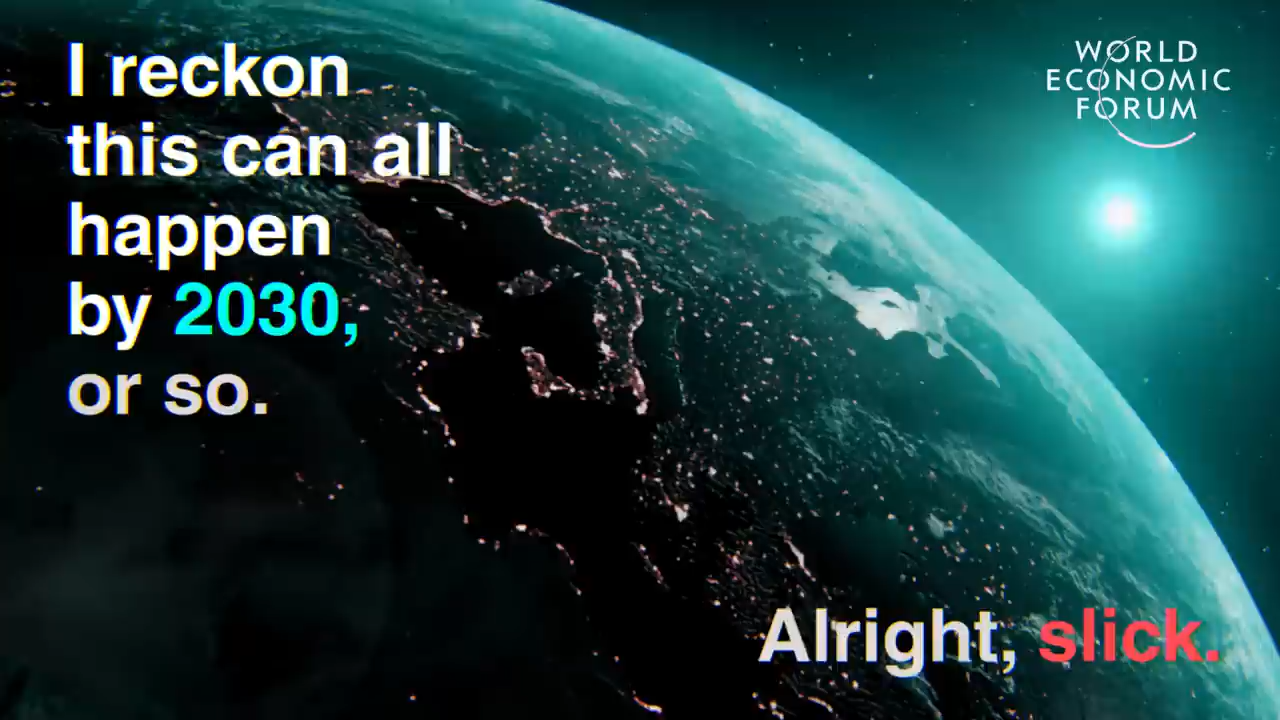 I reckon
this can all
happen
by 2030,
or so.
WORLD
ECONOMIC
FORUM
Alright, slick.